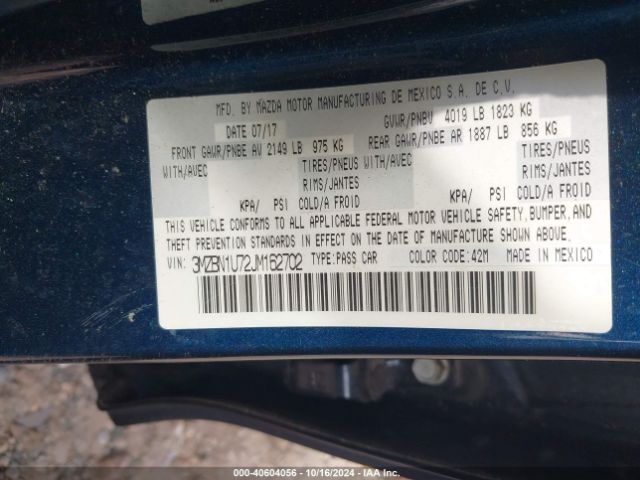 MFD. BY MAZDA MOTOR MANUFACTURING DE MEXICO S.A. DE C.V.
DATE 07/17 GVWR/PNBV 4019 LB 1823 KG
FRONT GAWR/PNBE AV 2149 LB 975 KG REAR GAWR/PNBE AR 1887 LB 856 KG
WITH/AVEC TIRES/PNEUS WITH/AVEC TIRES/PNEUS
RIMS/JANTES RIMS/JANTES
KPA/ PSI COLD/A FROID KPA/ PSI COLD/A FROID
THIS VEHICLE CONFORMS TO ALL APPLICABLE FEDERAL MOTOR VEHICLE SAFETY, BUMPER, AND
THEFT PREVENTION STANDARDS IN EFFECT ON THE DATE OF MANUFACTURE SHOWN ABOVE.
VIN: 3MZBN1U72JM162702 TYPE:PASS CAR COLOR CODE:42M MADE IN MEXICO
000-40604056 - 10/16/2024 - IAAI.com